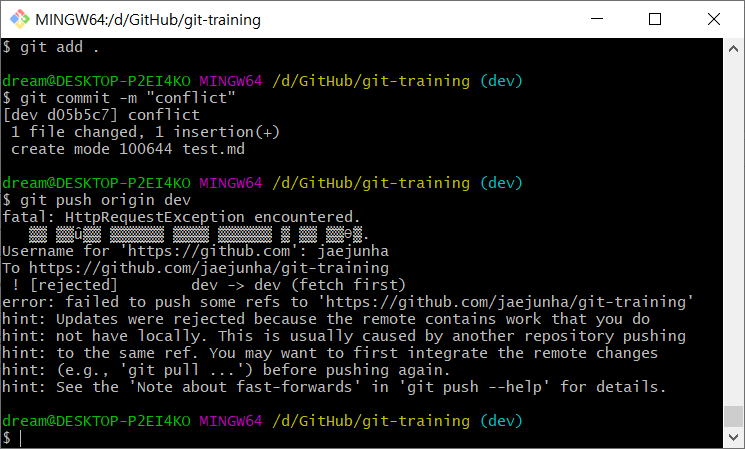 MINGW64:/d/GitHub/git-training
$ git add .
dream@DESKTOP-P2EI4KO MINGW64 /d/GitHub/git-training (dev)
$ git commit -m "conflict"
[dev d05b5c7] conflict
 1 file changed, 1 insertion(+)
 create mode 100644 test.md
dream@DESKTOP-P2EI4KO MINGW64 /d/GitHub/git-training (dev)
$ git push origin dev
fatal: HttpRequestException encountered.
Username for 'https://github.com': jaejunha
To https://github.com/jaejunha/git-training
 ! [rejected]        dev -> dev (fetch first)
error: failed to push some refs to 'https://github.com/jaejunha/git-training'
hint: Updates were rejected because the remote contains work that you do
hint: not have locally. This is usually caused by another repository pushing
hint: to the same ref. You may want to first integrate the remote changes
hint: (e.g., 'git pull ...') before pushing again.
hint: See the 'Note about fast-forwards' in 'git push --help' for details.
dream@DESKTOP-P2EI4KO MINGW64 /d/GitHub/git-training (dev)
$